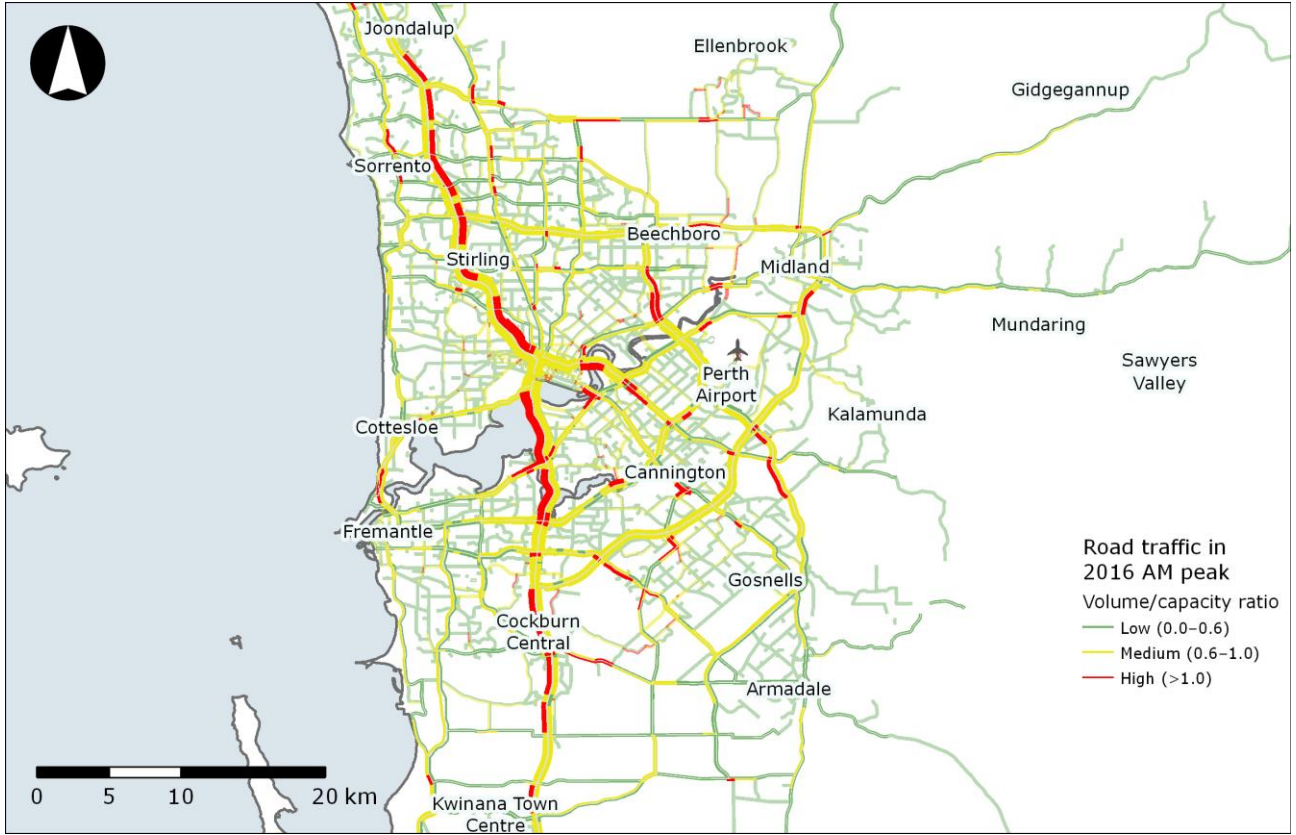 Joondalup
Ellenbrook
Gidgegannup
Sorrento
Beechboro
Stirling
Midland
Mundaring
Sawyers
Valley
Perth
Airport
Kalamunda
Cottesloe
Cannington
Fremantle
Gosnells
Cockburn
Central
Armadale
Kwinana Town
Centre
Road traffic in
2016 AM peak
Volume/capacity ratio
Low (0.0–0.6)
Medium (0.6–1.0)
High (>1.0)
0 5 10 20 km